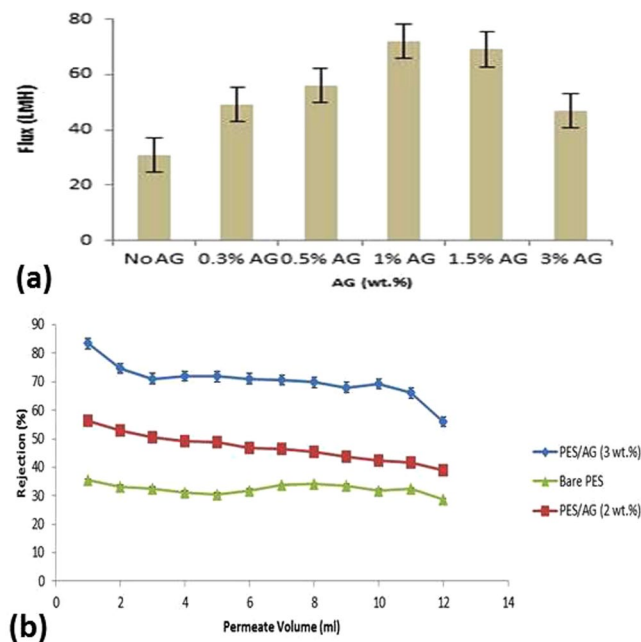 80
60
40
20
0
Flux (LMH)
No AG 0.3% AG 0.5% AG 1% AG 1.5% AG 3% AG
AG (wt.%)
(a)
90
80
70
60
50
40
30
20
10
0
Rejection (%)
0 2 4 6 8 10 12 14
Permeate Volume (ml)
PES/AG (3 wt.%)
Bare PES
PES/AG (2 wt.%)
(b)